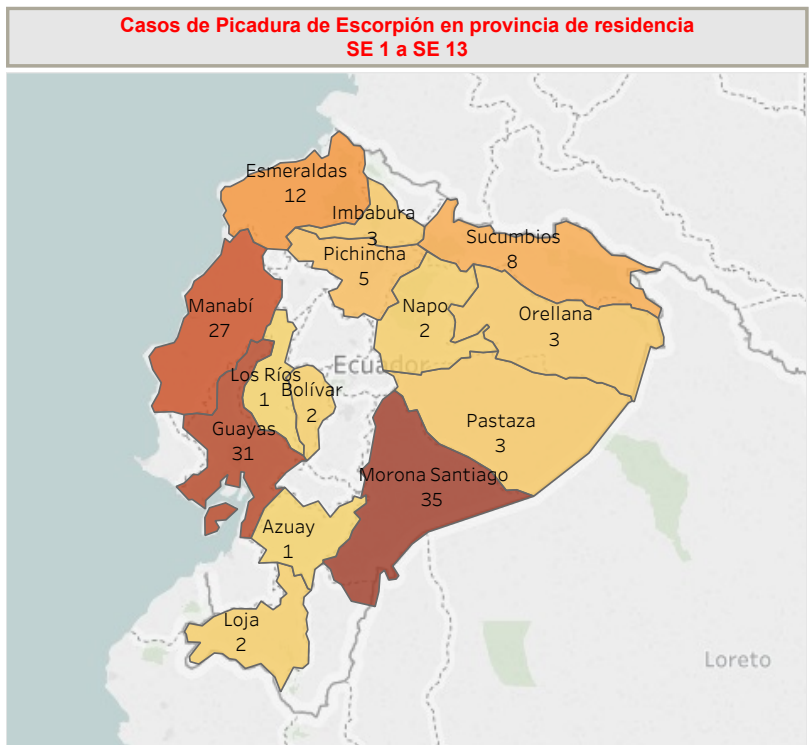 Casos de Picadura de Escorpión en provincia de residencia
SE 1 a SE 13
Esmeraldas
12
Imbabura
3
Sucumbios
8
Pichincha
5
Manabí
27
Napo
2
Orellana
3
Ecuador
Los Ríos
1
Bolívar
2
Guayas
31
Pastaza
3
Morona Santiago
35
Azuay
1
Loja
2
Loreto